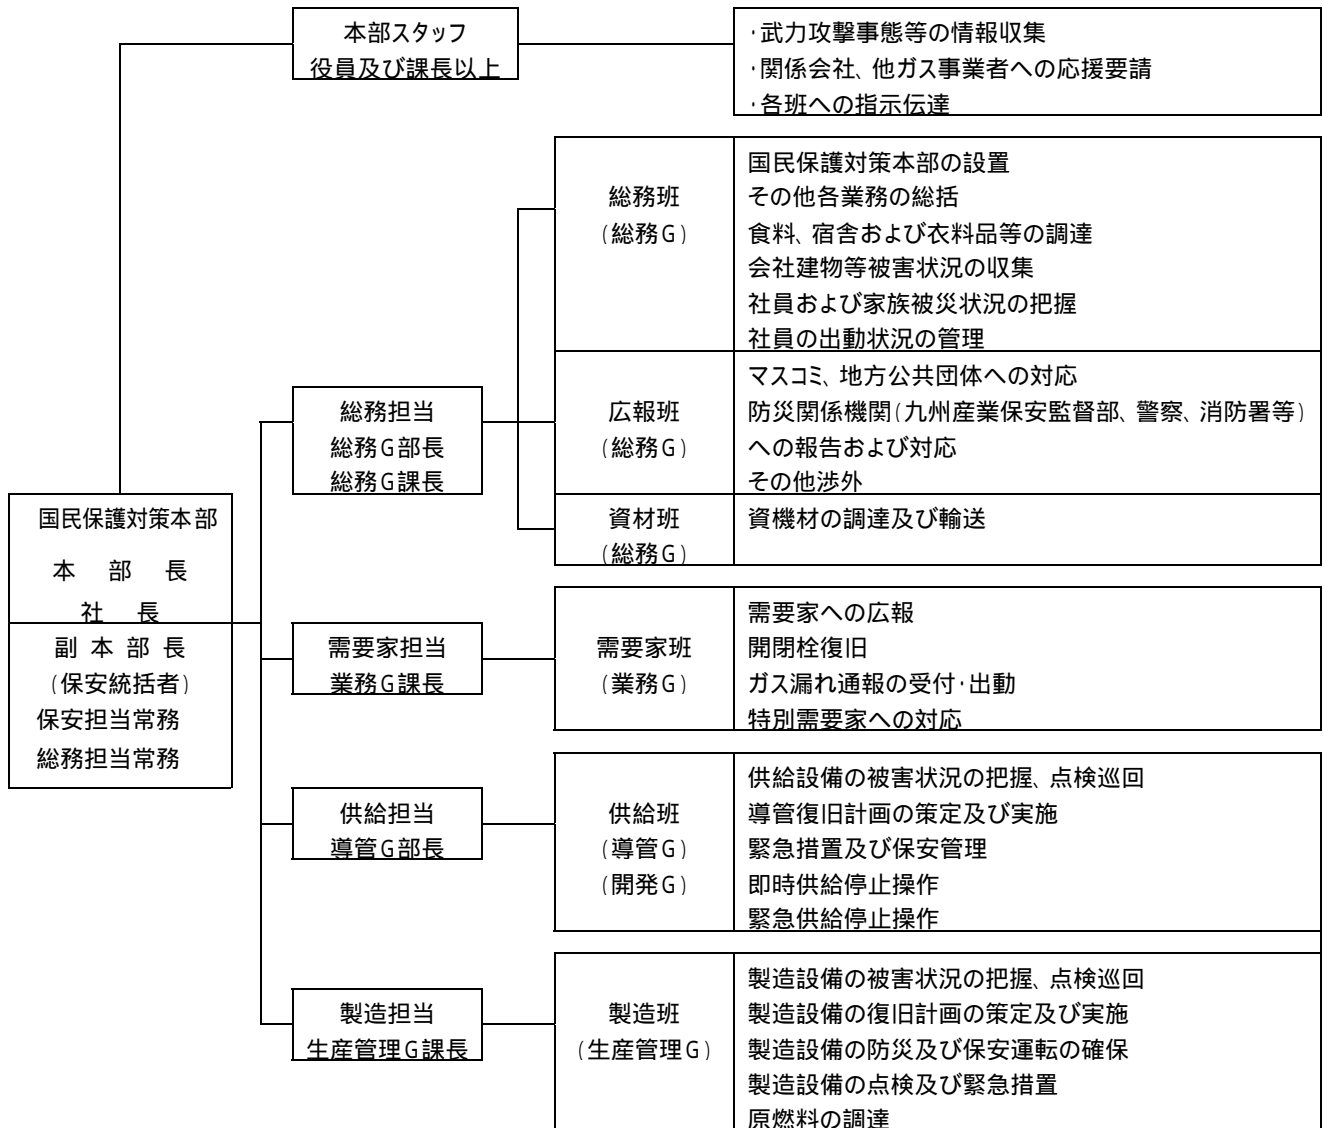 本部スタッフ
役員及び課長以上
・武力攻撃事態等の情報収集
・関係会社、他ガス事業者への応援要請
・各班への指示伝達
国民保護対策本部
本 部 長
社 長
副 本 部 長
(保安統括者)
保安担当常務
総務担当常務
総務担当
総務G部長
総務G課長
総務班
(総務G)
国民保護対策本部の設置
その他各業務の総括
食料、宿舎および衣料品等の調達
会社建物等被害状況の収集
社員および家族被災状況の把握
社員の出動状況の管理
広報班
(総務G)
マスコミ、地方公共団体への対応
防災関係機関(九州産業保安監督部、警察、消防署等)
への報告および対応
その他渉外
資材班
(総務G)
資機材の調達及び輸送
需要家担当
業務G課長
需要家班
(業務G)
需要家への広報
開閉栓復旧
ガス漏れ通報の受付・出動
特別需要家への対応
供給担当
導管G部長
供給班
(導管G)
(開発G)
供給設備の被害状況の把握、点検巡回
導管復旧計画の策定及び実施
緊急措置及び保安管理
即時供給停止操作
緊急供給停止操作
製造担当
生産管理G課長
製造班
(生産管理G)
製造設備の被害状況の把握、点検巡回
製造設備の復旧計画の策定及び実施
製造設備の防災及び保安運転の確保
製造設備の点検及び緊急措置
原燃料の調達